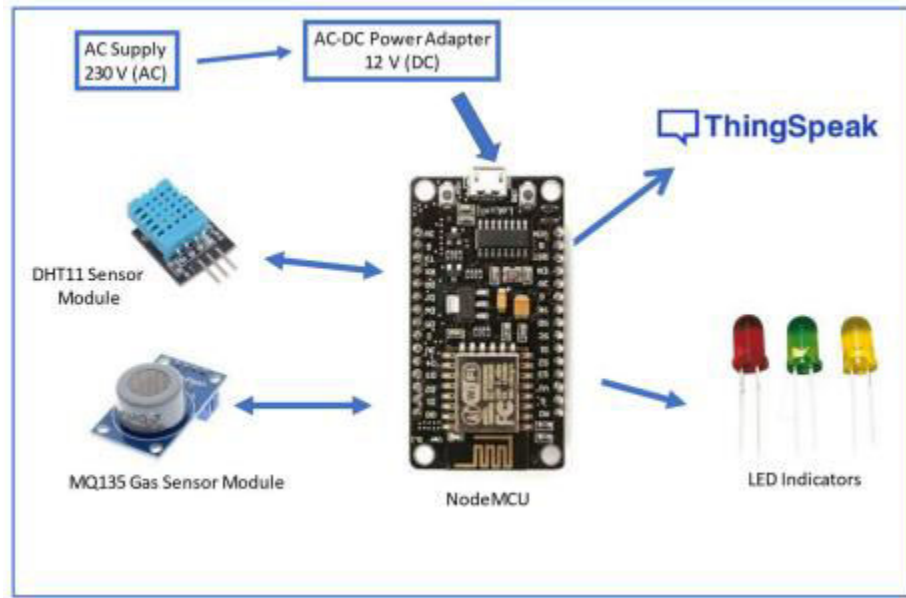 AC Supply
230 V (AC)
AC-DC Power Adapter
12 V (DC)
ThingSpeak
DHT11 Sensor
Module
MQ135 Gas Sensor Module
NodeMCU
LED Indicators